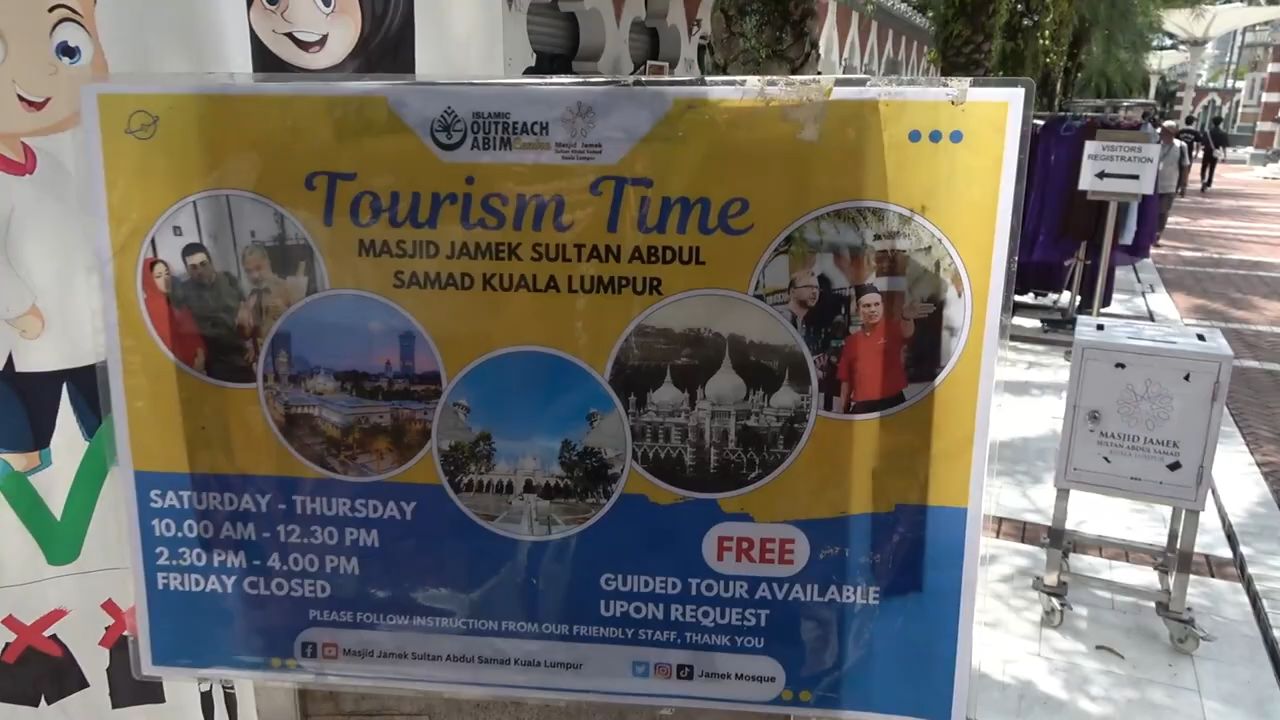 ISLAMIC
OUTREACH
ABIM Centre
Masjid Jamek
Sultan Abdul Samad
Kuala Lumpur
Tourism Time
MASJID JAMEK SULTAN ABDUL
SAMAD KUALA LUMPUR
SATURDAY - THURSDAY
10.00 AM - 12.30 PM
2.30 PM - 4.00 PM
FRIDAY CLOSED
FREE
GUIDED TOUR AVAILABLE
UPON REQUEST
PLEASE FOLLOW INSTRUCTION FROM OUR FRIENDLY STAFF, THANK YOU
Masjid Jamek Sultan Abdul Samad Kuala Lumpur
Jamek Mosque
VISITORS
REGISTRATION
MASJID JAMEK
SULTAN ABDUL SAMAD
KUALA LUMPUR